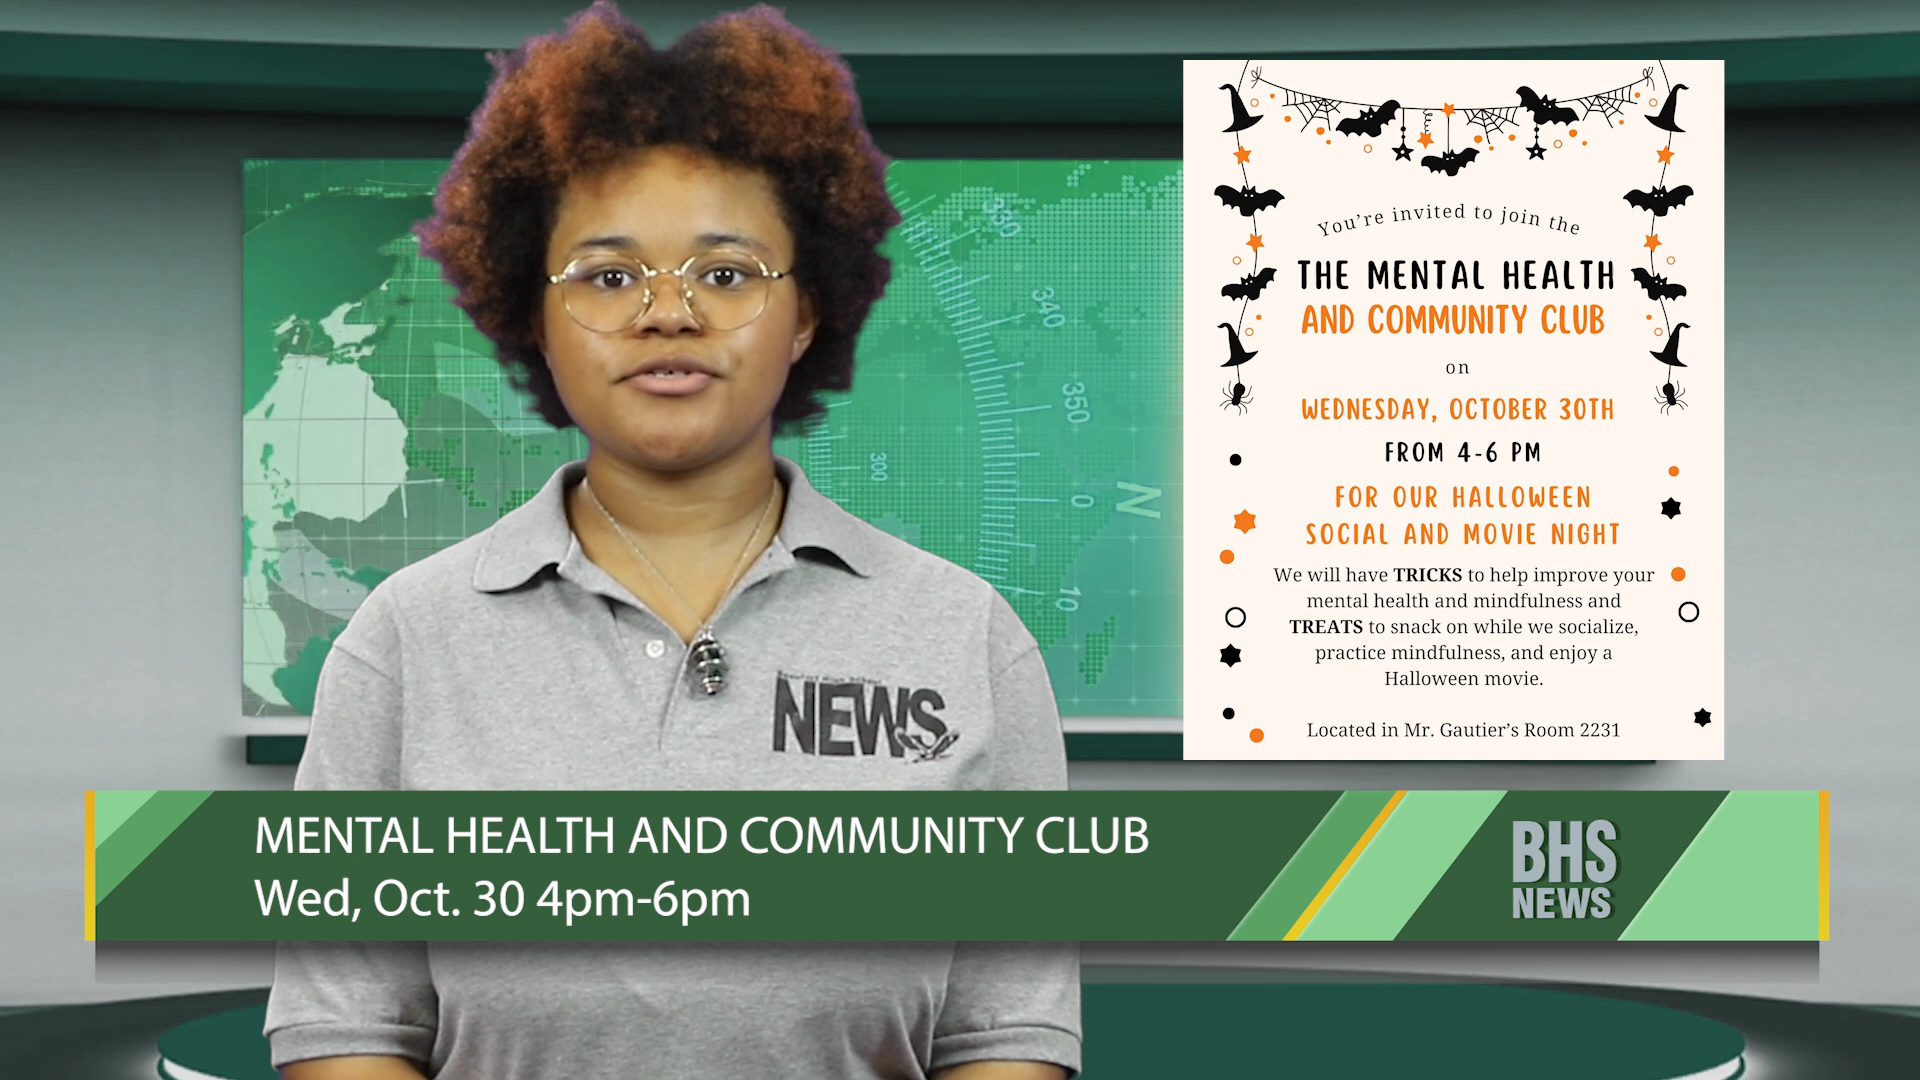 You're invited to join the
THE MENTAL HEALTH
AND COMMUNITY CLUB
on
WEDNESDAY, OCTOBER 30TH
FROM 4-6 PM
FOR OUR HALLOWEEN
SOCIAL AND MOVIE NIGHT
We will have TRICKS to help improve your
mental health and mindfulness and
TREATS to snack on while we socialize,
practice mindfulness, and enjoy a
Halloween movie.
Located in Mr. Gautier's Room 2231
330
340
350
300
0
N
10
NEWS
MENTAL HEALTH AND COMMUNITY CLUB
Wed, Oct. 30 4pm-6pm
BHS
NEWS